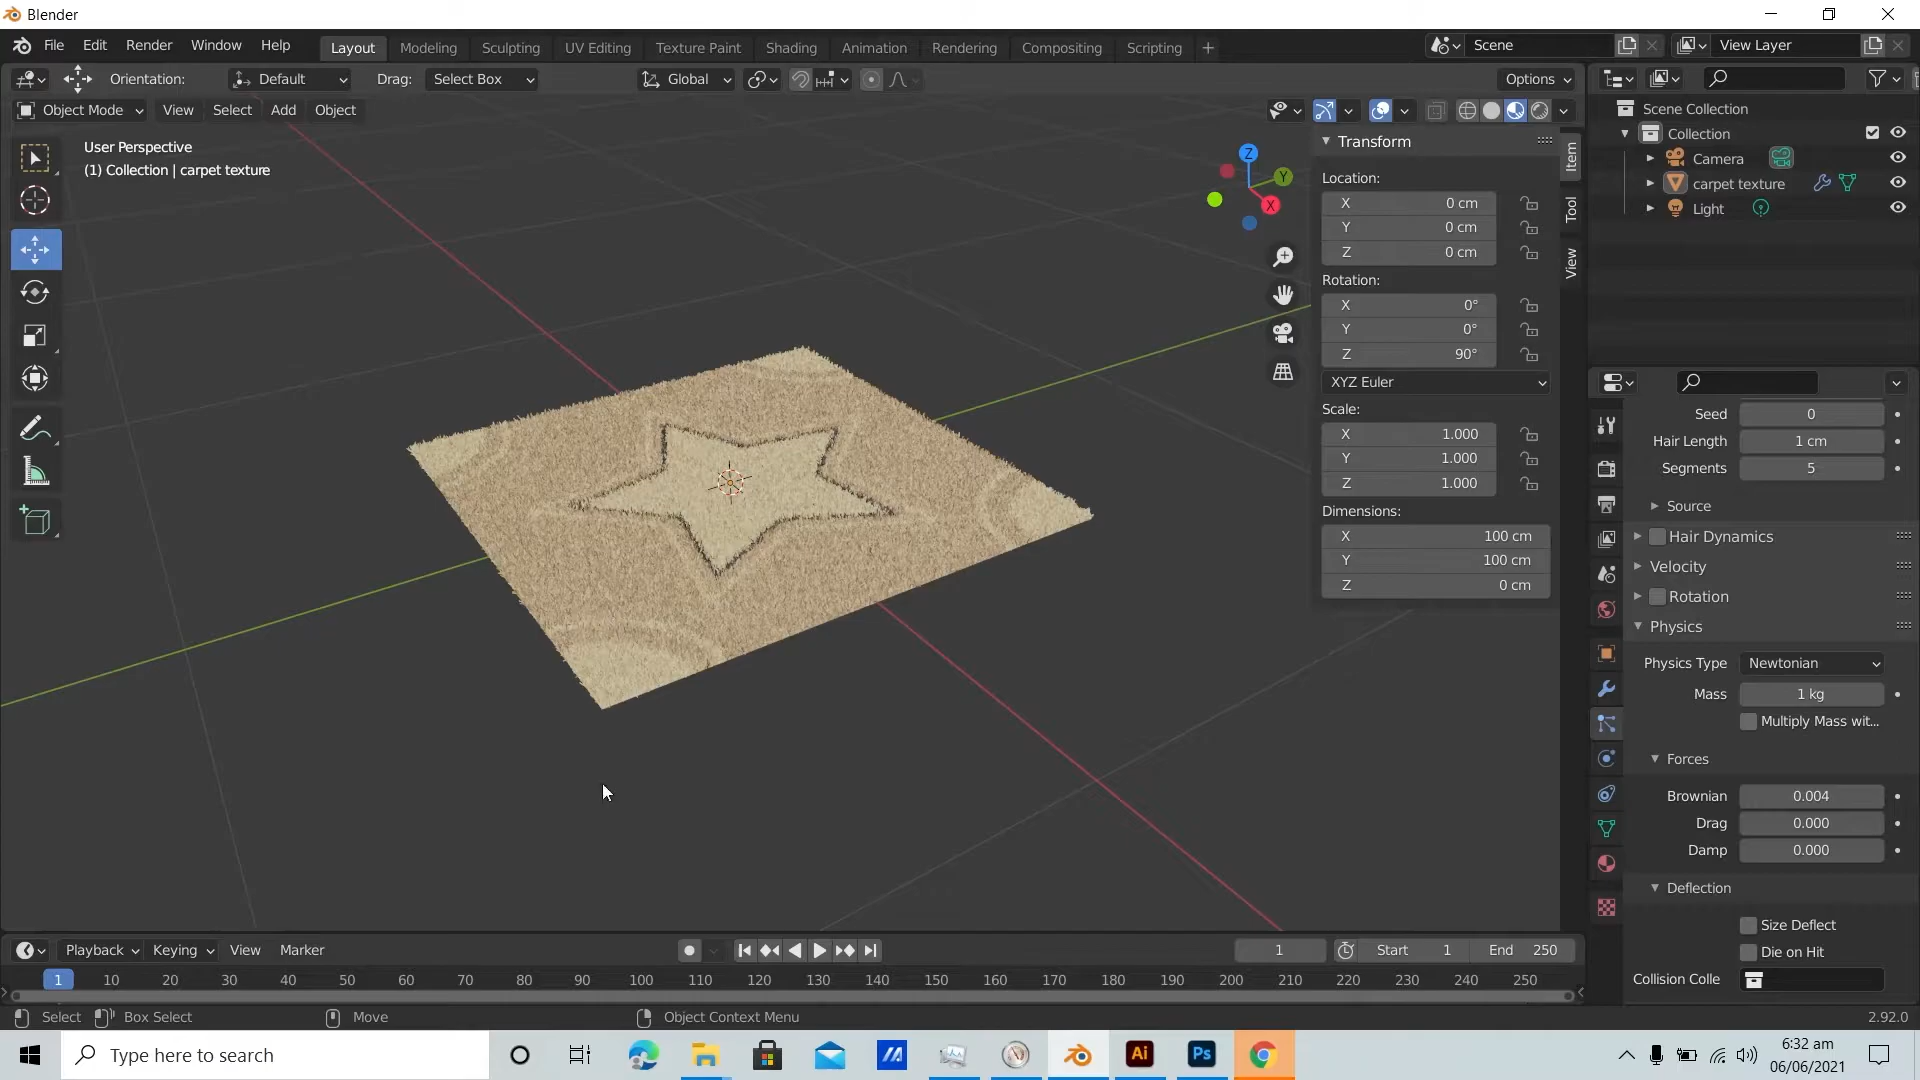 Blender
File Edit Render Window Help Layout Modeling Sculpting UV Editing Texture Paint Shading Animation Rendering Compositing Scripting + Scene View Layer
Orientation: Default Drag: Select Box Global Options
Object Mode View Select Add Object
User Perspective
(1) Collection | carpet texture
Z
Y
X
Transform
Location:
X 0 cm
Y 0 cm
Z 0 cm
Rotation:
X 0°
Y 0°
Z 90°
XYZ Euler
Scale:
X 1.000
Y 1.000
Z 1.000
Dimensions:
X 100 cm
Y 100 cm
Z 0 cm
Item
Tool
View
Scene Collection
Collection
Camera
carpet texture
Light
Seed 0
Hair Length 1 cm
Segments 5
Source
Hair Dynamics
Velocity
Rotation
Physics
Physics Type Newtonian
Mass 1 kg
Multiply Mass wit...
Forces
Brownian 0.004
Drag 0.000
Damp 0.000
Deflection
Size Deflect
Die on Hit
Collision Colle
Playback Keying View Marker 1 Start 1 End 250
1 10 20 30 40 50 60 70 80 90 100 110 120 130 140 150 160 170 180 190 200 210 220 230 240 250
Select Box Select Move Object Context Menu 2.92.0
Type here to search
Ai
Ps
6:32 am
06/06/2021